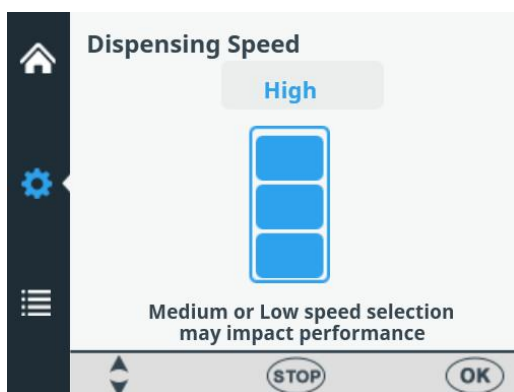 Dispensing Speed
High
Medium or Low speed selection
may impact performance
STOP
OK